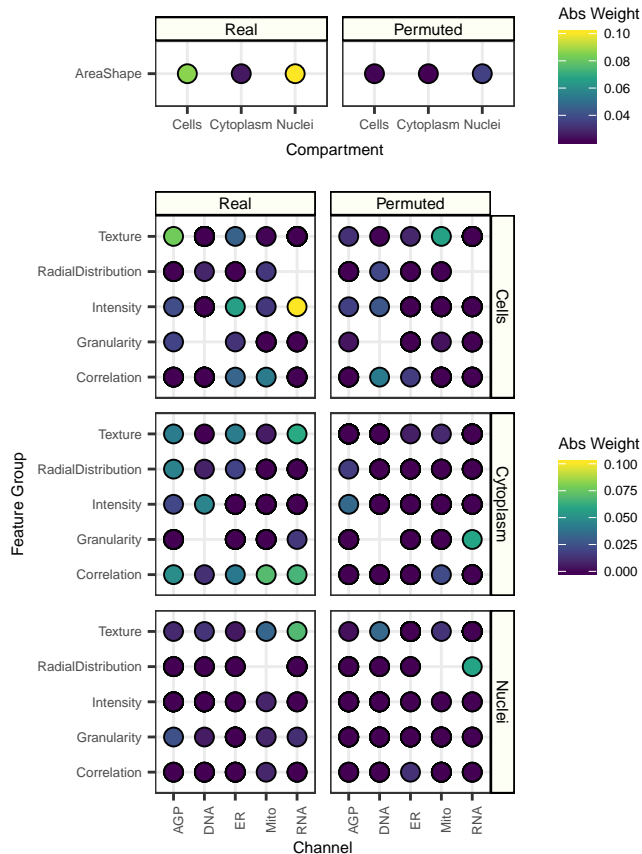 Abs Weight
Real
Permuted
0.10
0.08
0.06
0.04
AreaShape
Cells
Cytoplasm
Nuclei
Cells
Cytoplasm
Nuclei
Compartment
Real
Permuted
Texture
RadialDistribution
Intensity
Granularity
Correlation
Cells
Texture
RadialDistribution
Intensity
Granularity
Correlation
Cytoplasm
Abs Weight
0.100
0.075
0.050
0.025
0.000
Feature Group
Texture
RadialDistribution
Intensity
Granularity
Correlation
Nuclei
AGP
DNA
ER
Mito
RNA
AGP
DNA
ER
Mito
RNA
Channel